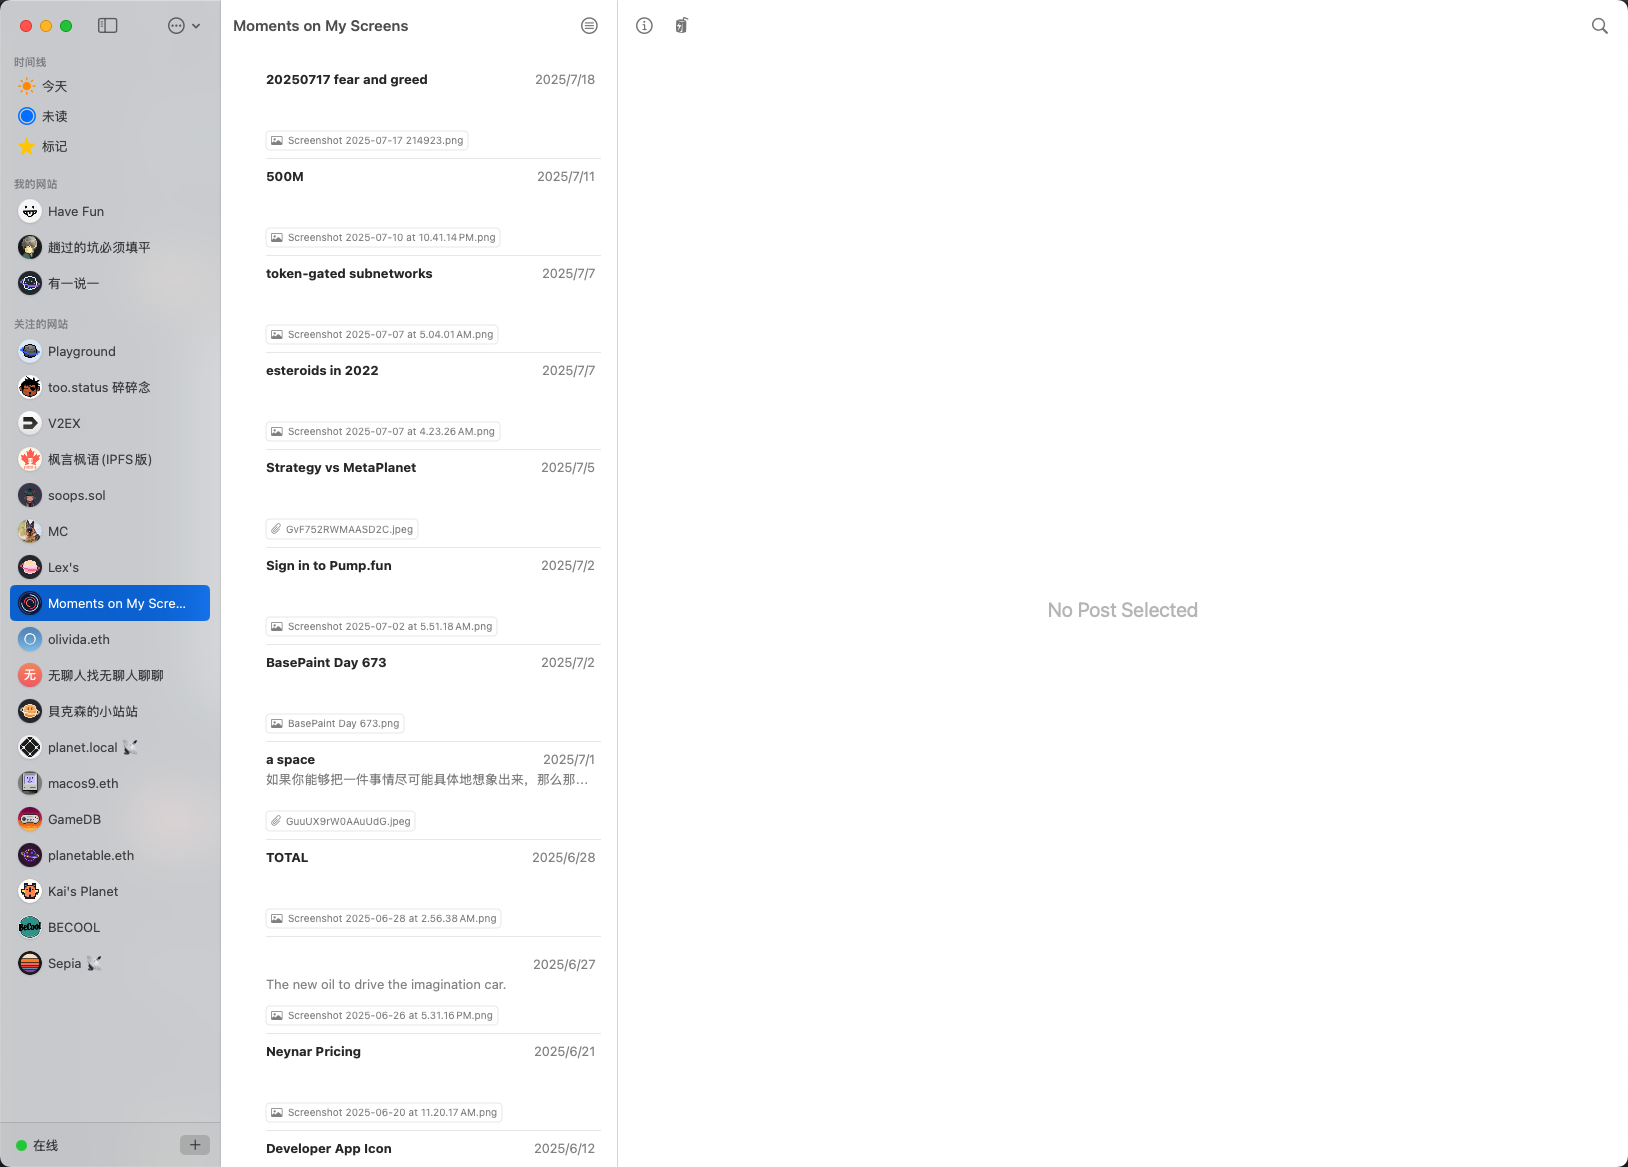 时间线
今天
未读
标记
我的网站
Have Fun
趟过的坑必须填平
有一说一
关注的网站
Playground
too.status 碎碎念
V2EX
枫言枫语(IPFS版)
soops.sol
MC
Lex's
Moments on My Scre...
olivida.eth
无
无聊人找无聊人聊聊
貝克森的小站站
planet.local
macos9.eth
GameDB
planetable.eth
Kai's Planet
BeCool
BECOOL
Sepia
在线
Moments on My Screens
20250717 fear and greed 2025/7/18
Screenshot 2025-07-17 214923.png
500M 2025/7/11
Screenshot 2025-07-10 at 10.41.14 PM.png
token-gated subnetworks 2025/7/7
Screenshot 2025-07-07 at 5.04.01 AM.png
esteroids in 2022 2025/7/7
Screenshot 2025-07-07 at 4.23.26 AM.png
Strategy vs MetaPlanet 2025/7/5
GvF752RWMAASD2C.jpeg
Sign in to Pump.fun 2025/7/2
Screenshot 2025-07-02 at 5.51.18 AM.png
BasePaint Day 673 2025/7/2
BasePaint Day 673.png
a space 2025/7/1
如果你能够把一件事情尽可能具体地想象出来，那么那...
GuuUX9rW0AAuUdG.jpeg
TOTAL 2025/6/28
Screenshot 2025-06-28 at 2.56.38 AM.png
2025/6/27
The new oil to drive the imagination car.
Screenshot 2025-06-26 at 5.31.16 PM.png
Neynar Pricing 2025/6/21
Screenshot 2025-06-20 at 11.20.17 AM.png
Developer App Icon 2025/6/12
No Post Selected